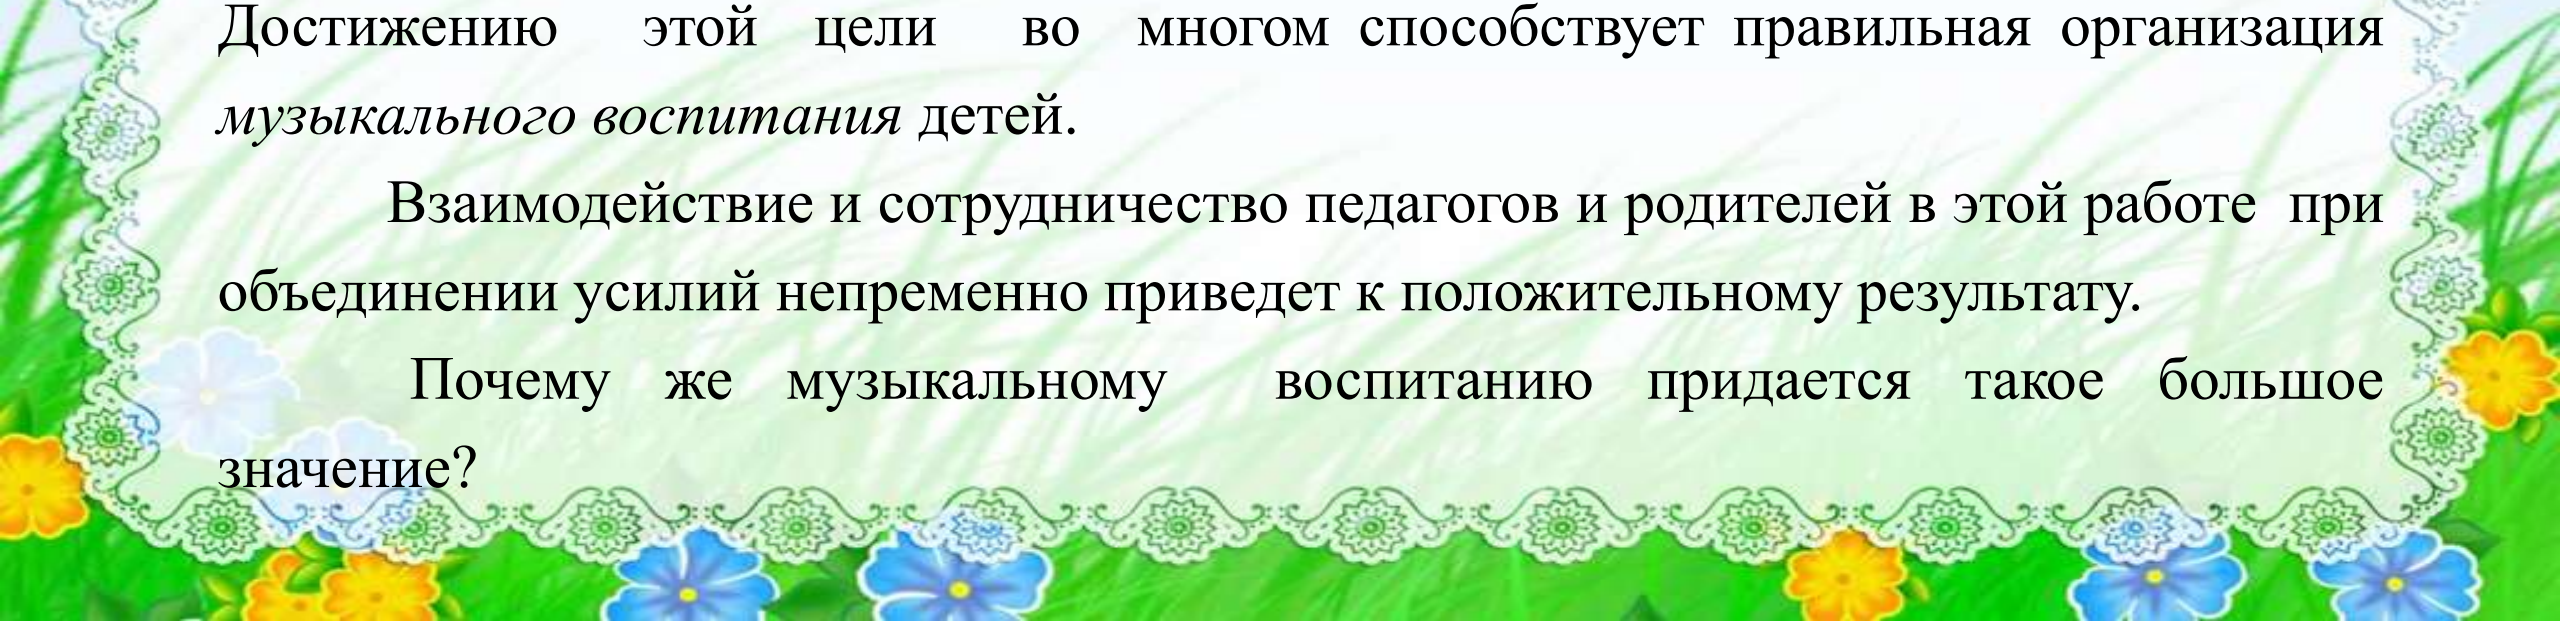 Достижению этой цели во многом способствует правильная организация
музыкального воспитания детей.
Взаимодействие и сотрудничество педагогов и родителей в этой работе при
объединении усилий непременно приведет к положительному результату.
Почему же музыкальному воспитанию придается такое большое
значение?